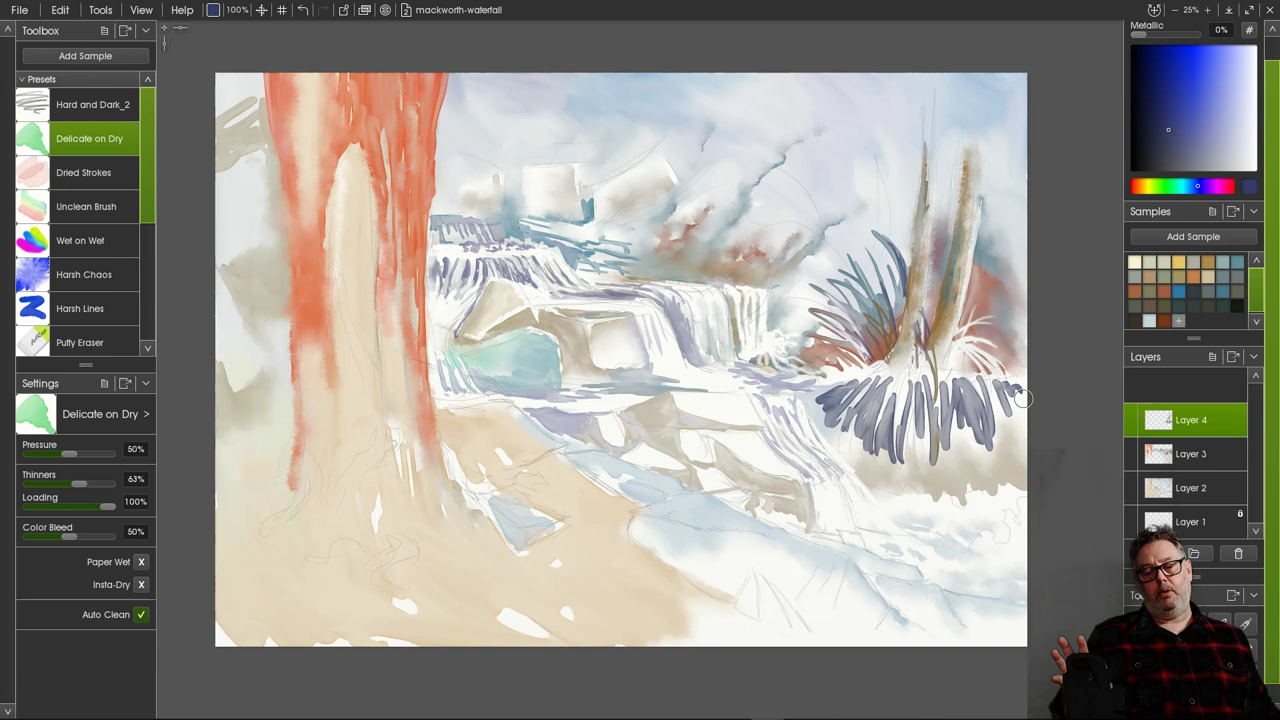 File Edit Tools View Help 100% 2 mackworth-waterfall - 25% +
Toolbox
Add Sample
Presets
Hard and Dark_2
Delicate on Dry
Dried Strokes
Unclean Brush
Wet on Wet
Harsh Chaos
Harsh Lines
Putty Eraser
Settings
Delicate on Dry >
Pressure 50%
Thinners 63%
Loading 100%
Color Bleed 50%
Paper Wet X
Insta-Dry X
Auto Clean
Metallic 0% #
Samples
Add Sample
Layers
Layer 4
Layer 3
Layer 2
Layer 1